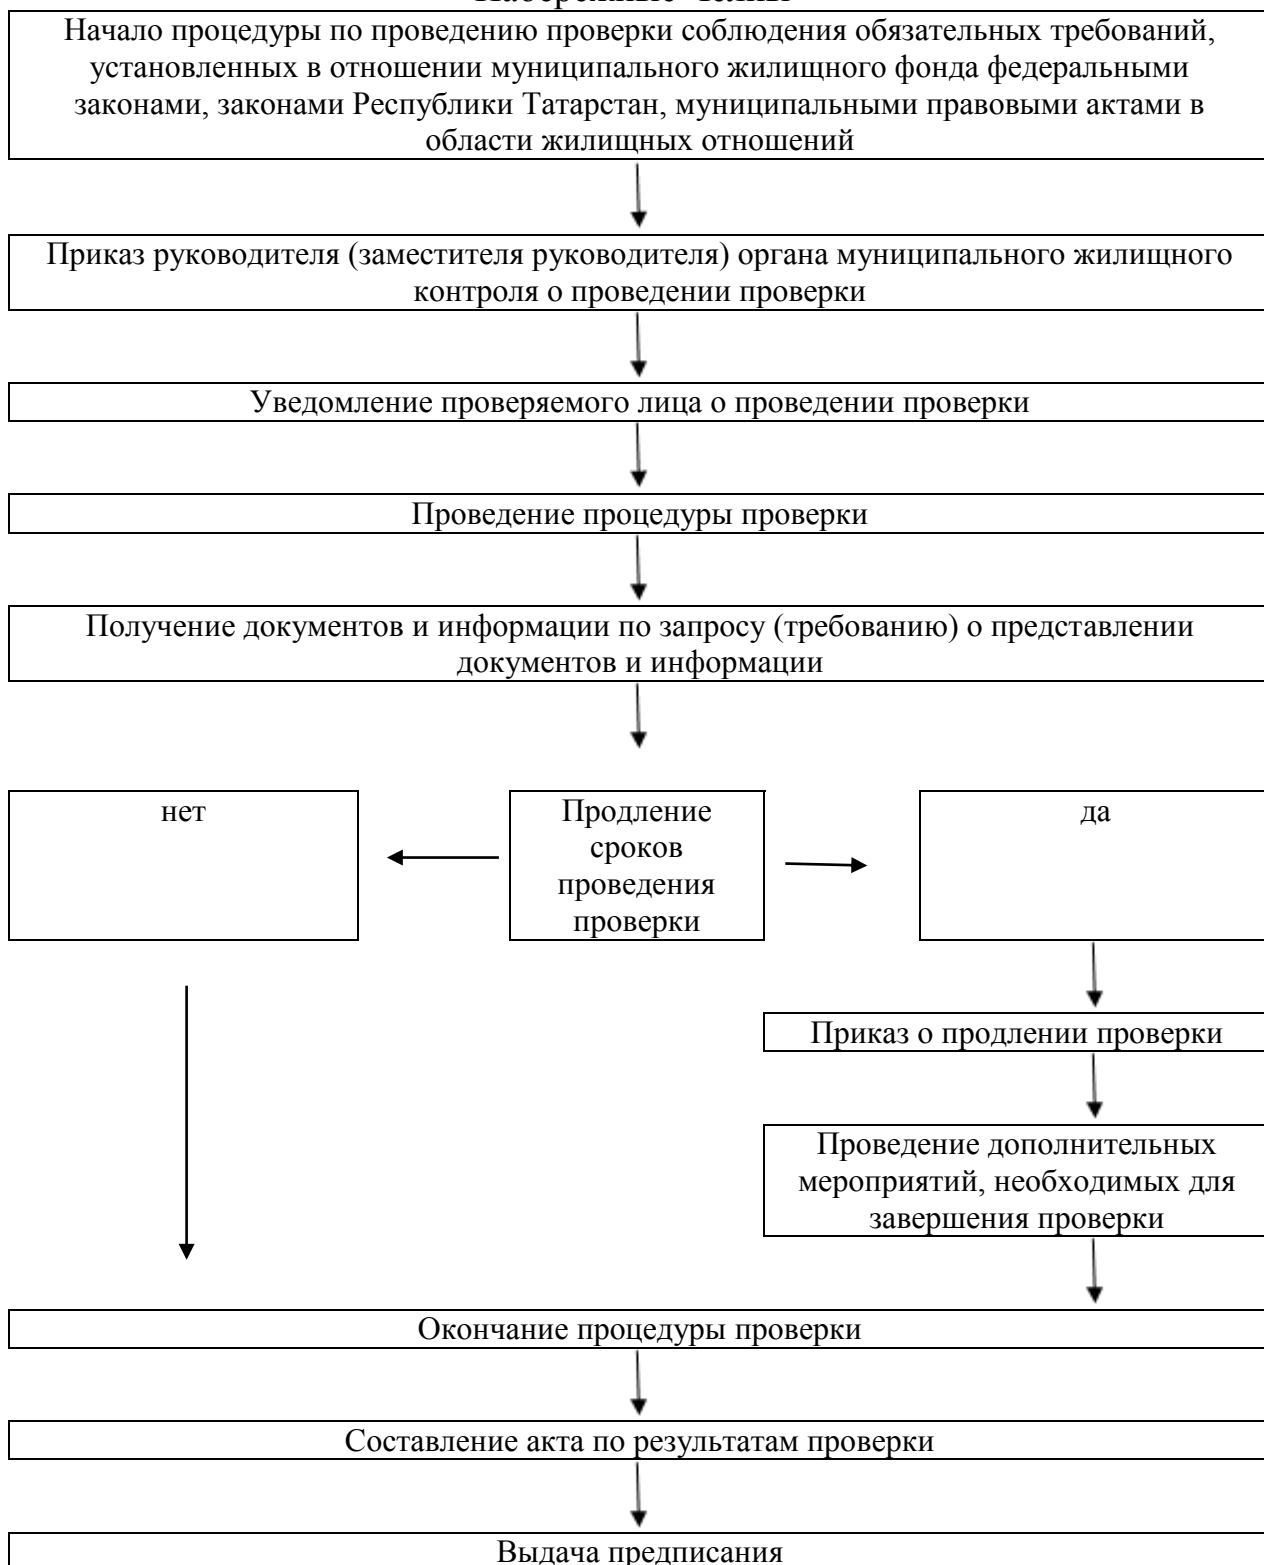 Набережные Челны
Начало процедуры по проведению проверки соблюдения обязательных требований,
установленных в отношении муниципального жилищного фонда федеральными
законами, законами Республики Татарстан, муниципальными правовыми актами в
области жилищных отношений
Приказ руководителя (заместителя руководителя) органа муниципального жилищного
контроля о проведении проверки
Уведомление проверяемого лица о проведении проверки
Проведение процедуры проверки
Получение документов и информации по запросу (требованию) о представлении
документов и информации
нет
Продление
сроков
проведения
проверки
да
Приказ о продлении проверки
Проведение дополнительных
мероприятий, необходимых для
завершения проверки
Окончание процедуры проверки
Составление акта по результатам проверки
Выдача предписания